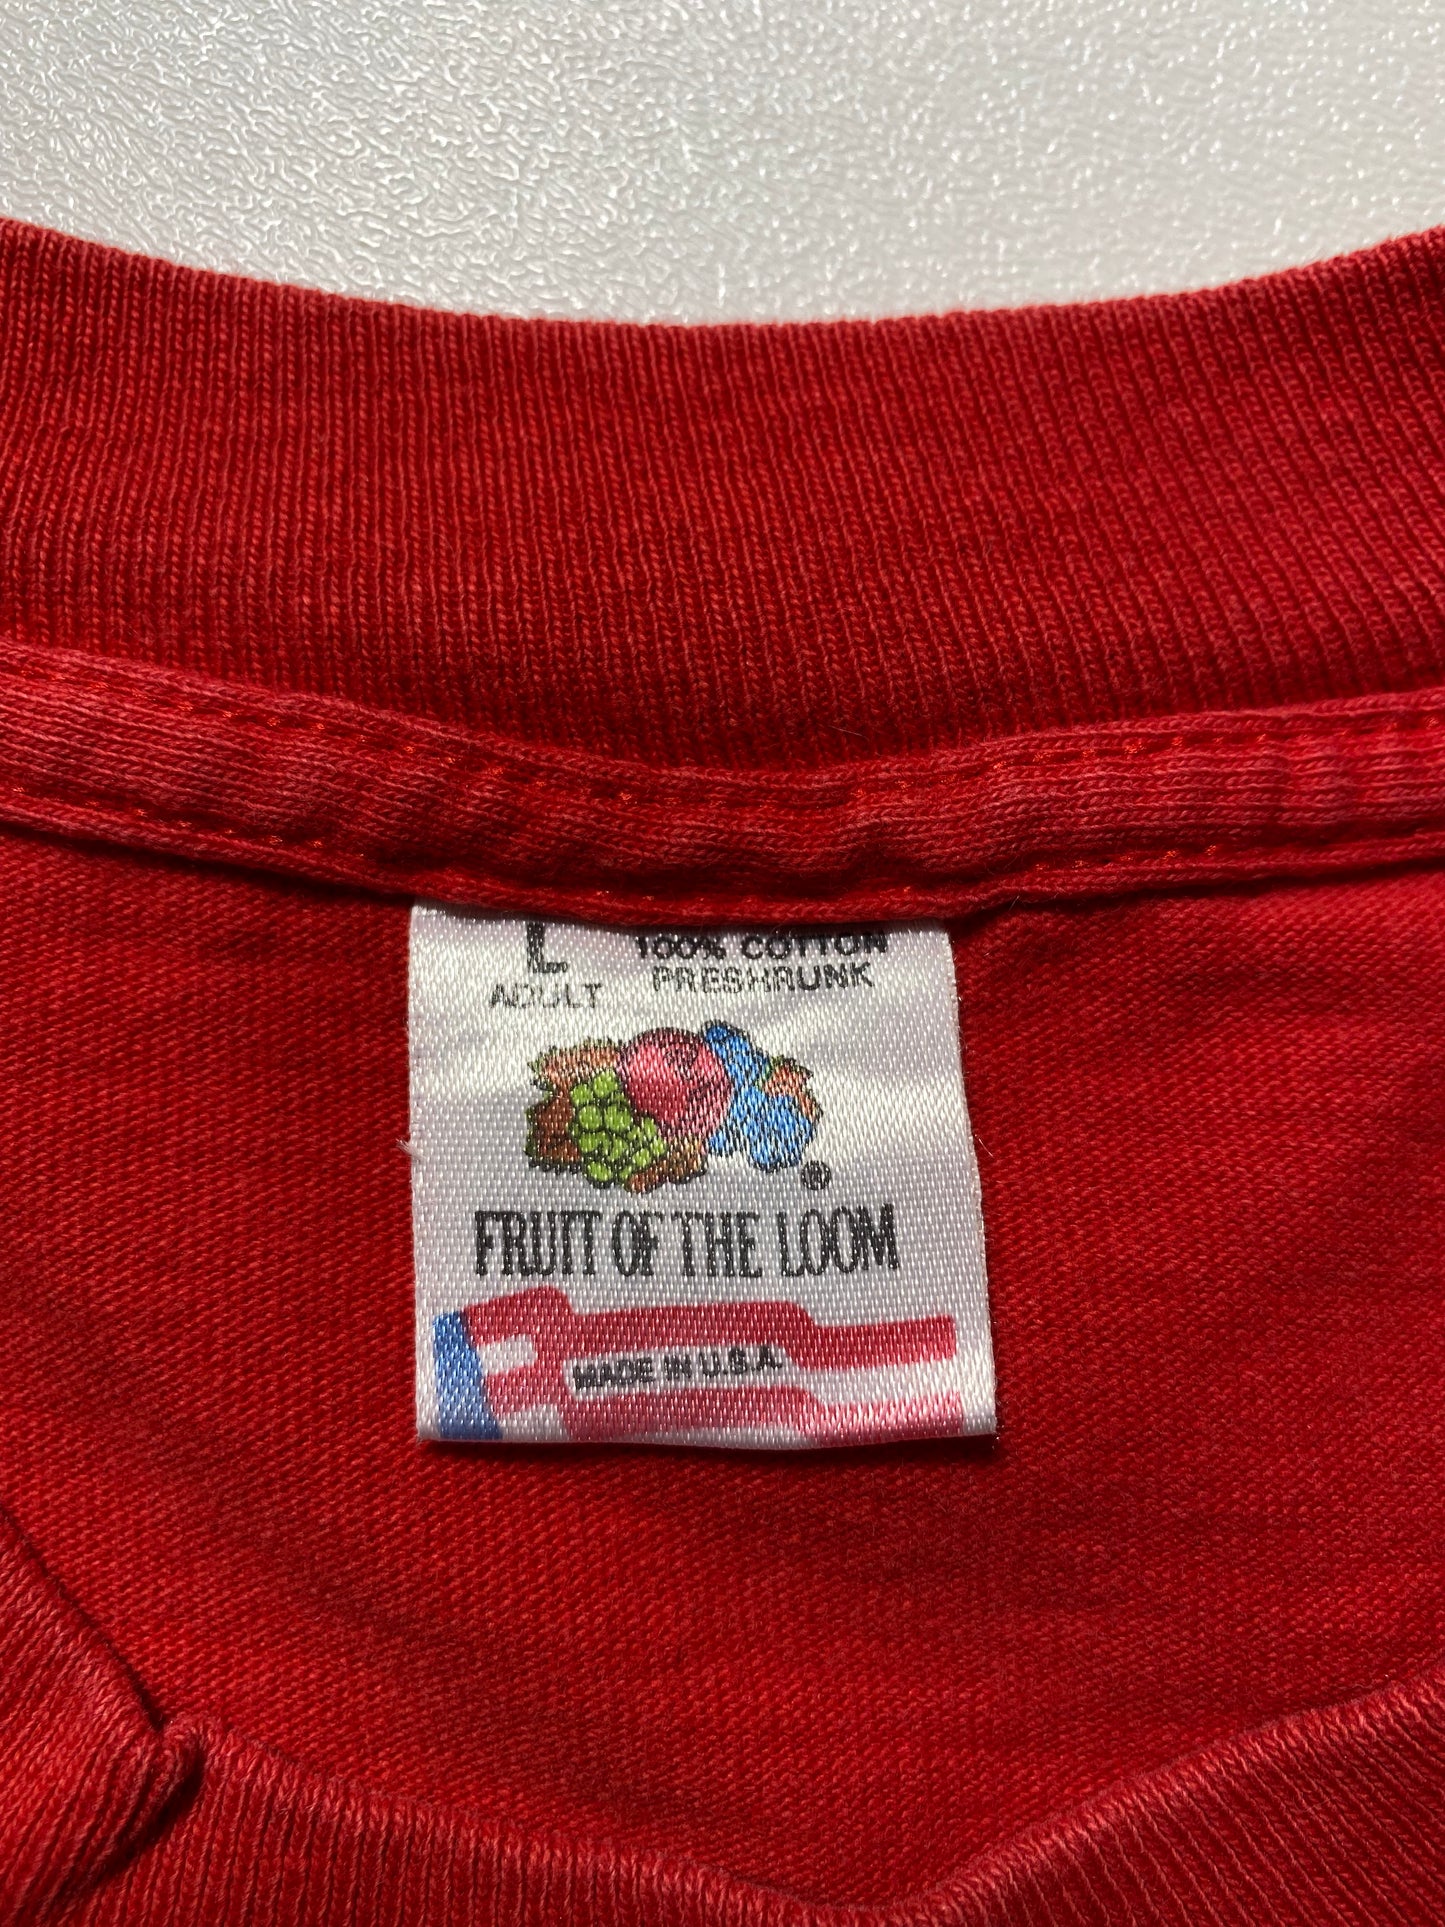 L 100% COTTON
ADULT PRESHRUNK
®
FRUIT OF THE LOOM
MADE IN U.S.A.